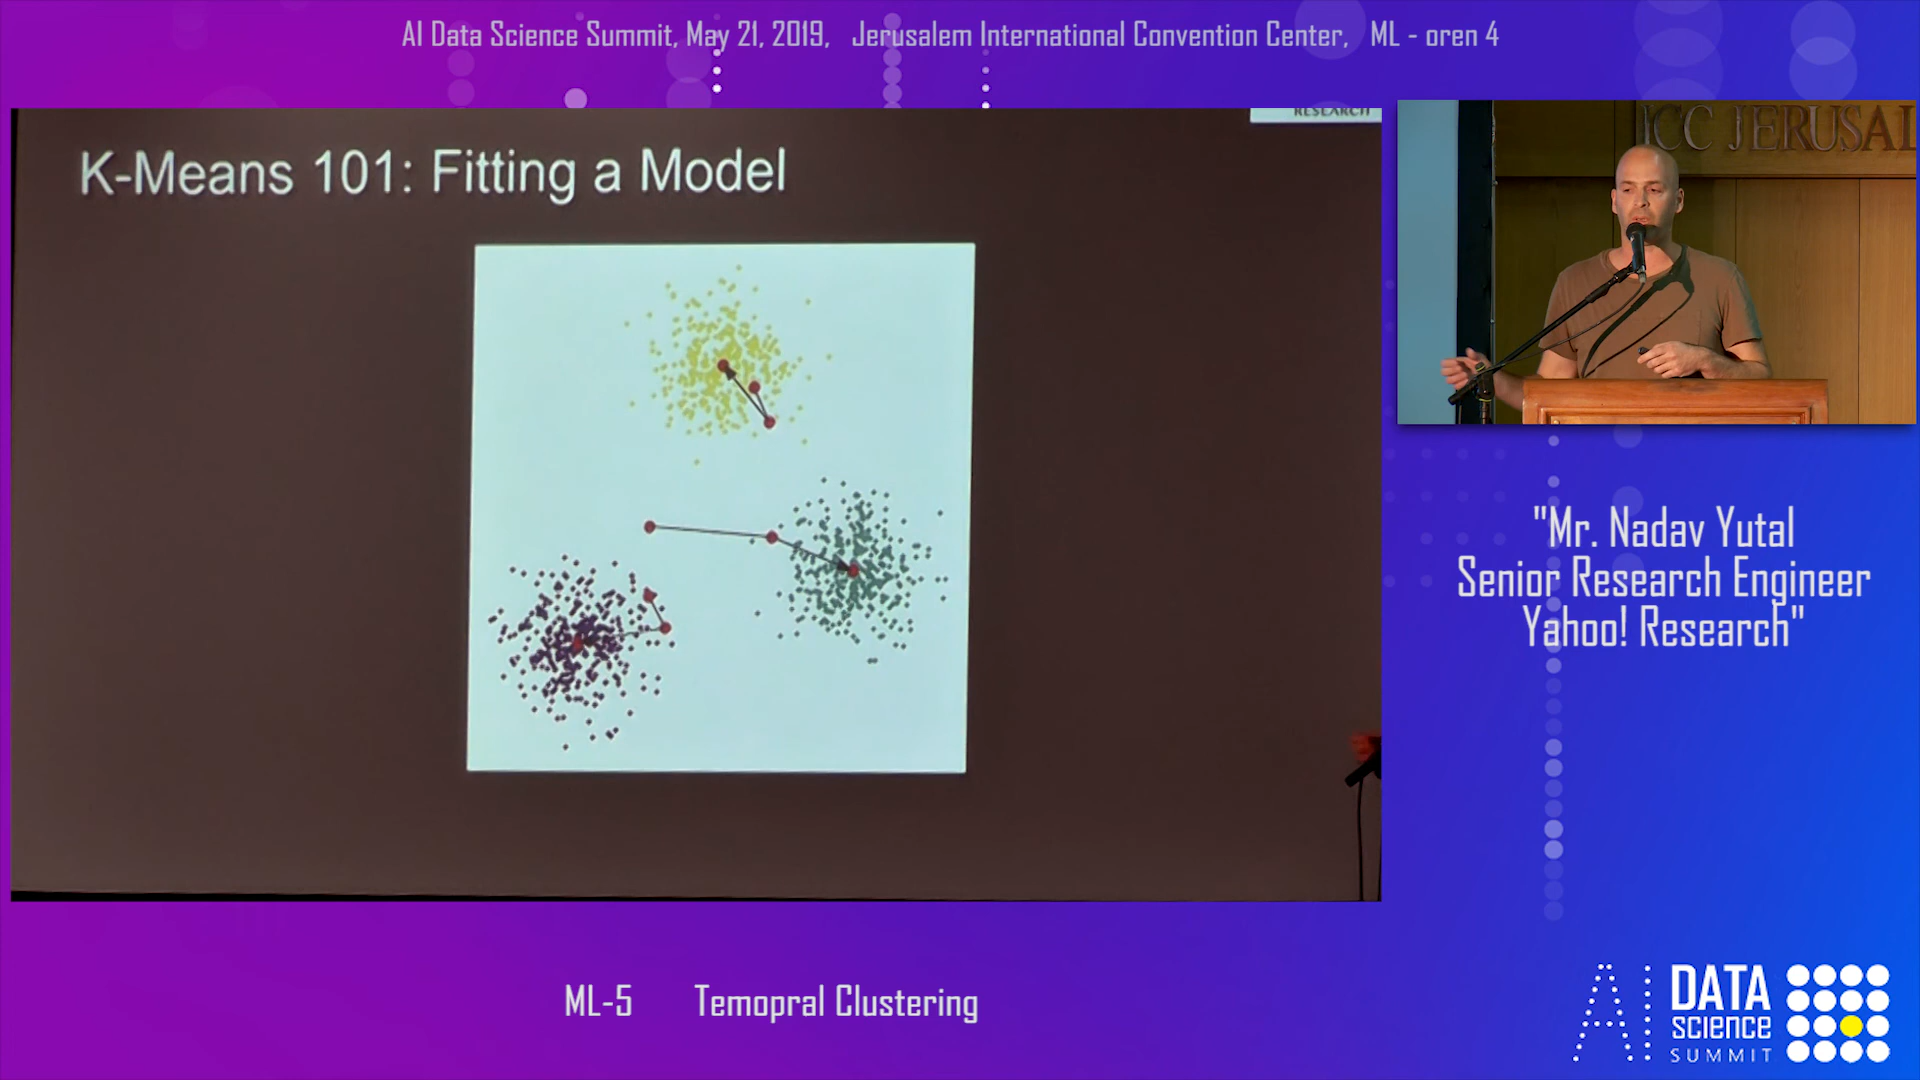 AI Data Science Summit, May 21, 2019,   Jerusalem International Convention Center,   ML - oren 4
RESEARCH
K-Means 101: Fitting a Model
ICC JERUSAL
"Mr. Nadav Yutal
Senior Research Engineer
Yahoo! Research"
ML-5   Temopral Clustering
AI DATA
SCIENCE
SUMMIT